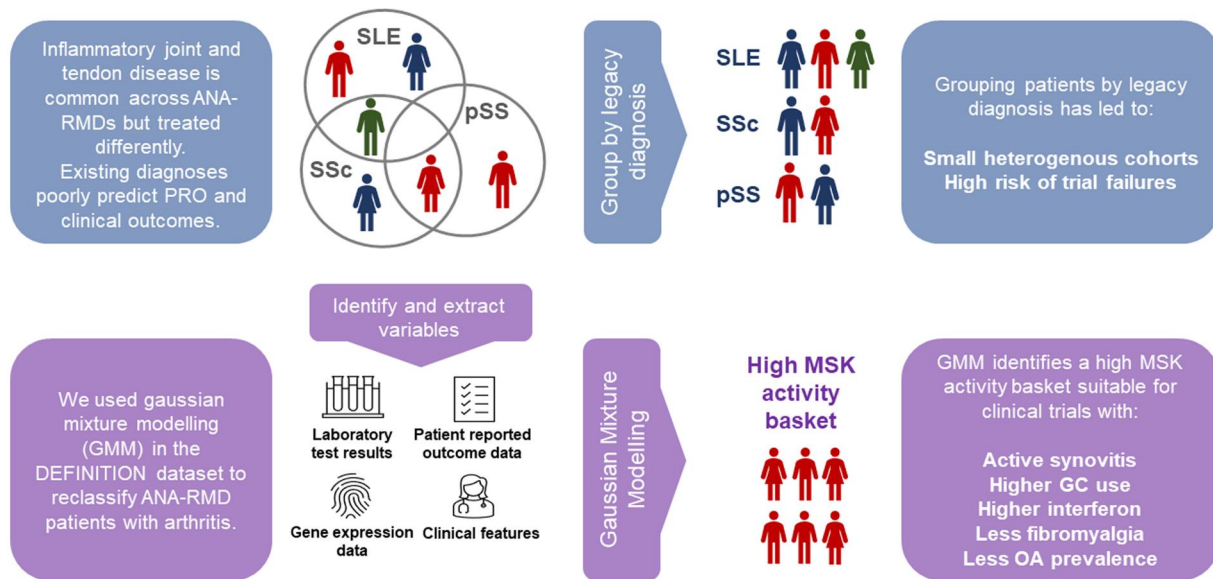 Inflammatory joint and
tendon disease is
common across ANA-
RMDs but treated
differently.
Existing diagnoses
poorly predict PRO and
clinical outcomes.
SLE
pSS
SSc
Group by legacy
diagnosis
SLE
SSc
pSS
Grouping patients by legacy
diagnosis has led to:
Small heterogenous cohorts
High risk of trial failures
We used gaussian
mixture modelling
(GMM) in the
DEFINITION dataset to
reclassify ANA-RMD
patients with arthritis.
Identify and extract
variables
Laboratory
test results
Patient reported
outcome data
Gene expression
data
Clinical features
Gaussian Mixture
Modelling
High MSK
activity
basket
GMM identifies a high MSK
activity basket suitable for
clinical trials with:
Active synovitis
Higher GC use
Higher interferon
Less fibromyalgia
Less OA prevalence